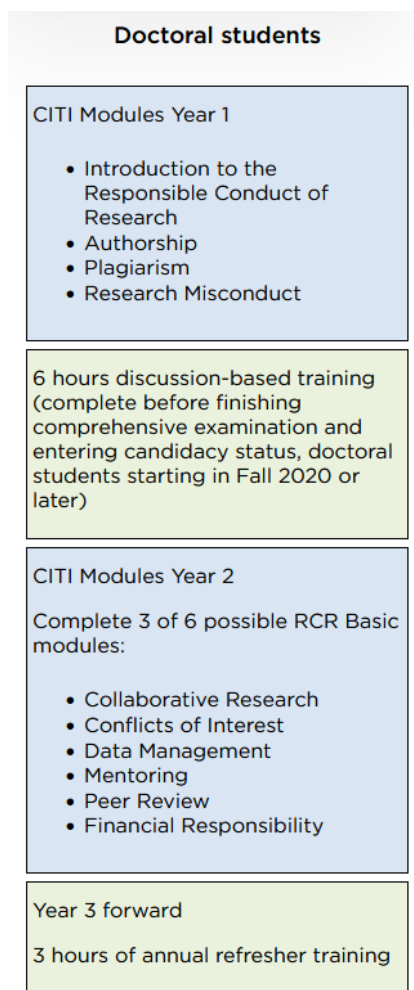 Doctoral students
CITI Modules Year 1
• Introduction to the
Responsible Conduct of
Research
• Authorship
• Plagiarism
• Research Misconduct
6 hours discussion-based training
(complete before finishing
comprehensive examination and
entering candidacy status, doctoral
students starting in Fall 2020 or
later)
CITI Modules Year 2
Complete 3 of 6 possible RCR Basic
modules:
• Collaborative Research
• Conflicts of Interest
• Data Management
• Mentoring
• Peer Review
• Financial Responsibility
Year 3 forward
3 hours of annual refresher training